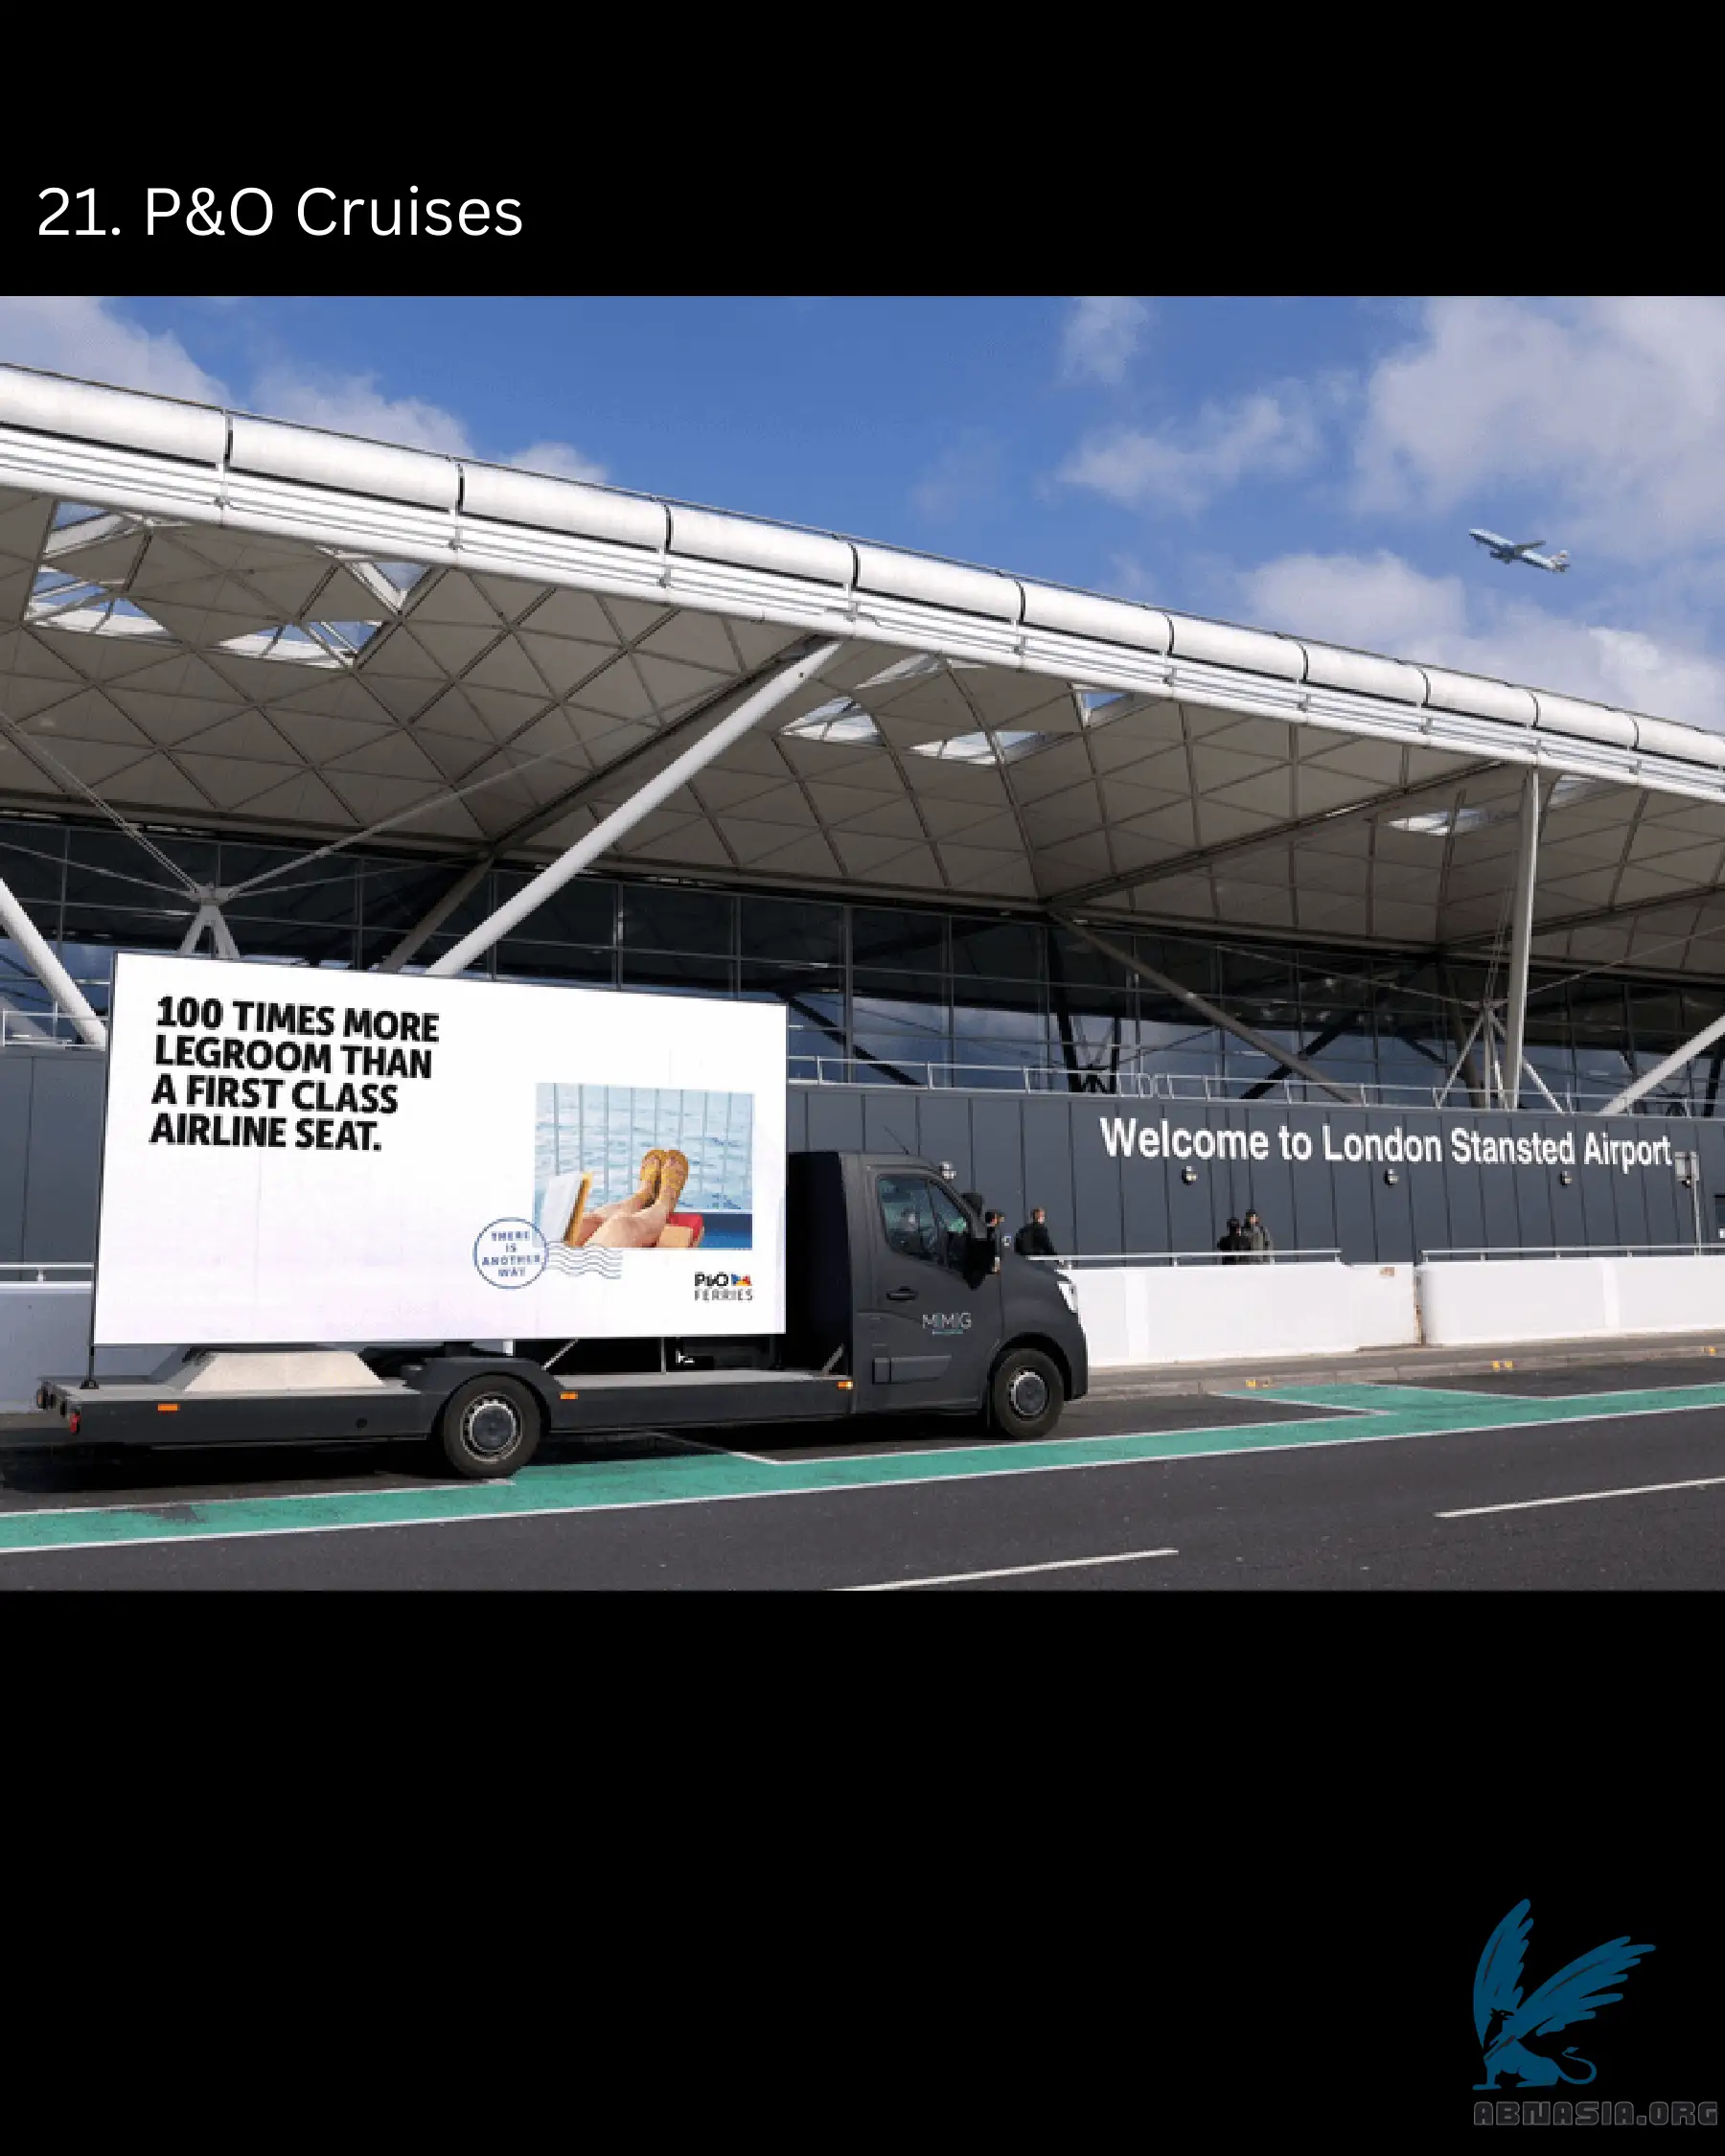 21. P&O Cruises
100 TIMES MORE
LEGROOM THAN
A FIRST CLASS
AIRLINE SEAT.
THERE
IS
ANOTHER
WAY
P&O
FERRIES
Welcome to London Stansted Airport
MIMIG
ABNASIA.ORG